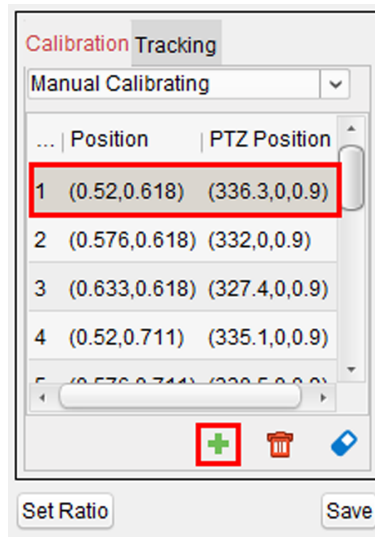 Calibration Tracking
Manual Calibrating
... Position PTZ Position
1 (0.52,0.618) (336.3,0,0.9)
2 (0.576,0.618) (332,0,0.9)
3 (0.633,0.618) (327.4,0,0.9)
4 (0.52,0.711) (335.1,0,0.9)
Set Ratio Save